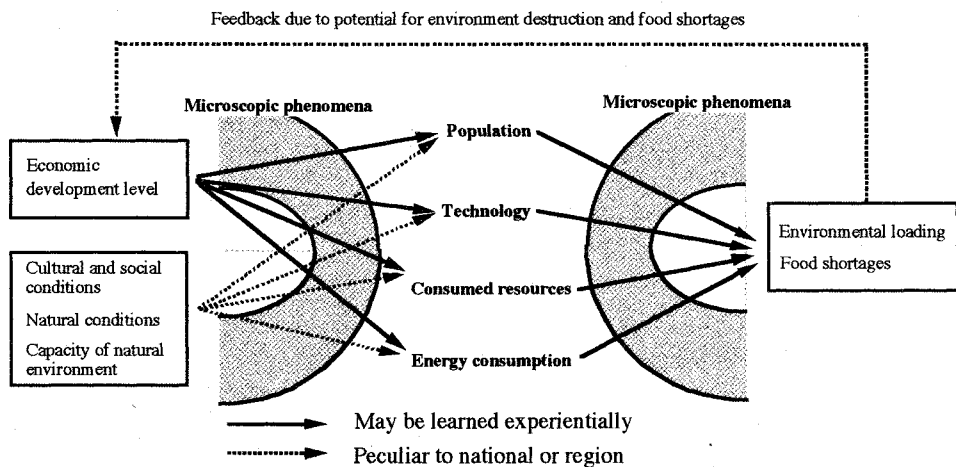 Feedback due to potential for environment destruction and food shortages
Microscopic phenomena
Microscopic phenomena
Economic
development level
Cultural and social
conditions
Natural conditions
Capacity of natural
environment
Population
Technology
Consumed resources
Energy consumption
Environmental loading
Food shortages
May be learned experientially
Peculiar to national or region